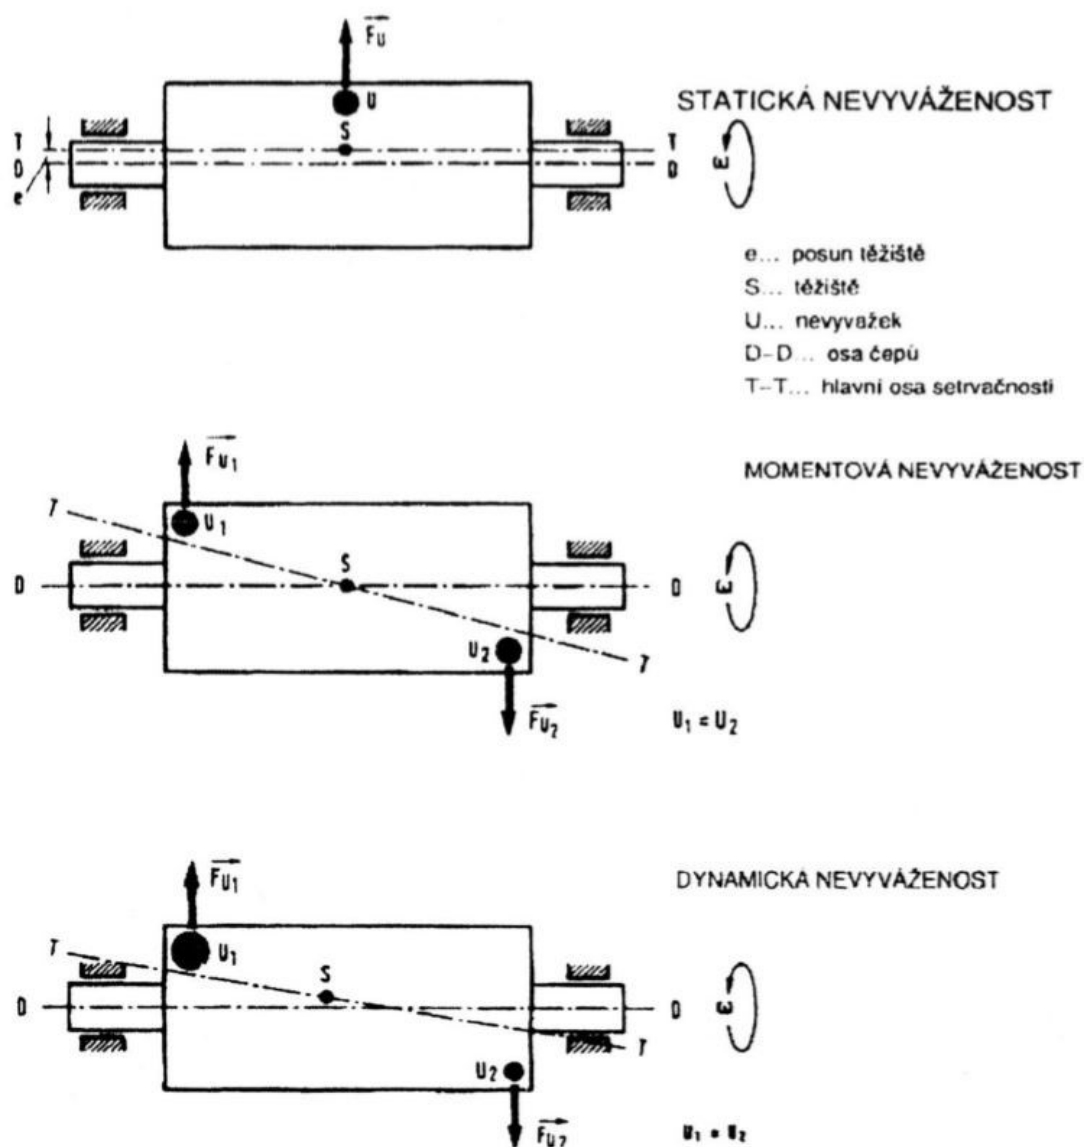 F_U
U
STATICKÁ NEVYVÁŽENOST
S
T T
D D
e
ω
e... posun těžiště
S... těžiště
U... nevyvažek
D–D... osa čepů
T–T... hlavní osa setrvačnosti
F_U1
MOMENTOVÁ NEVYVÁŽENOST
T
U1
S
D D
ω
U2
T
F_U2
U1 = U2
F_U1
DYNAMICKÁ NEVYVÁŽENOST
T
U1
S
D D
ω
T
U2
F_U2